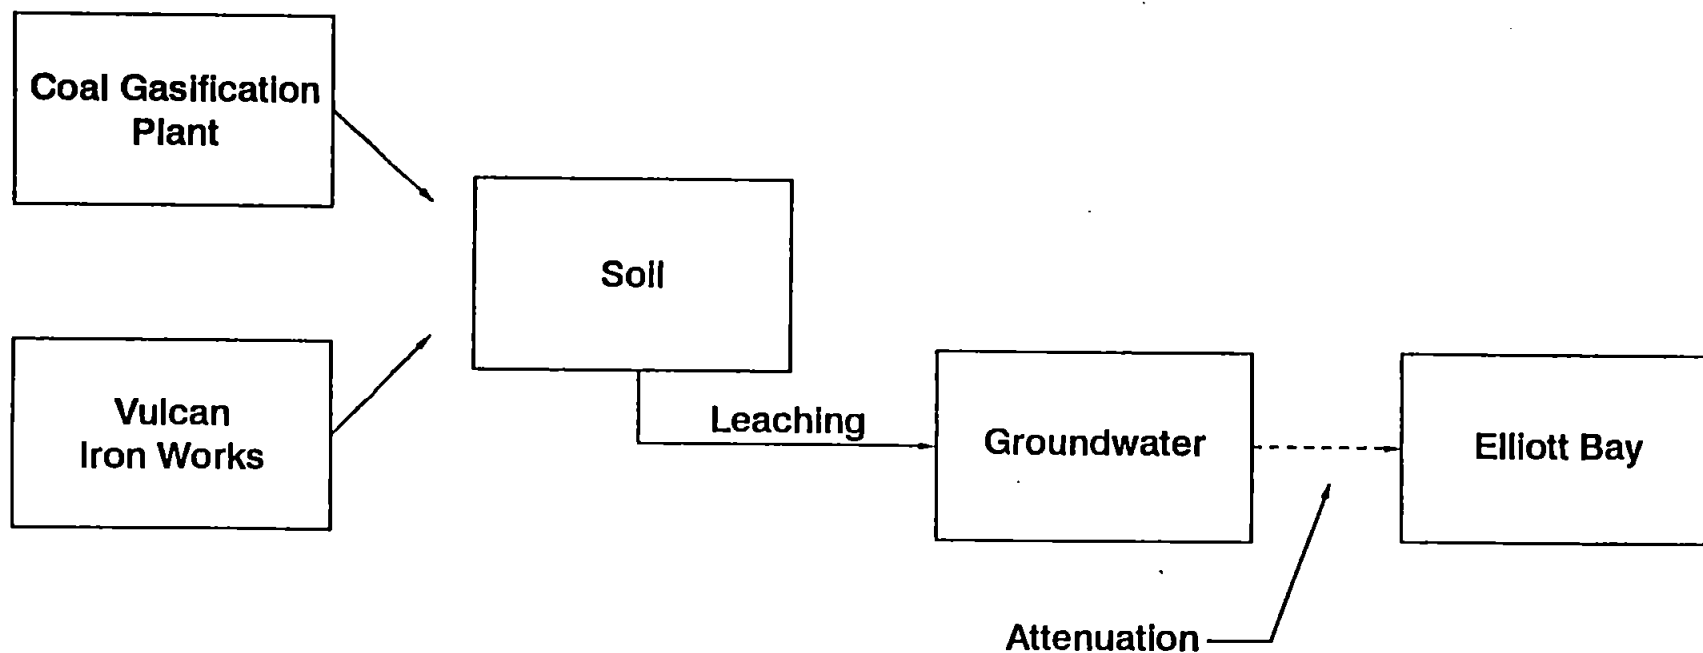 Coal Gasification
Plant
Soil
Vulcan
Iron Works
Leaching
Groundwater
Elliott Bay
Attenuation